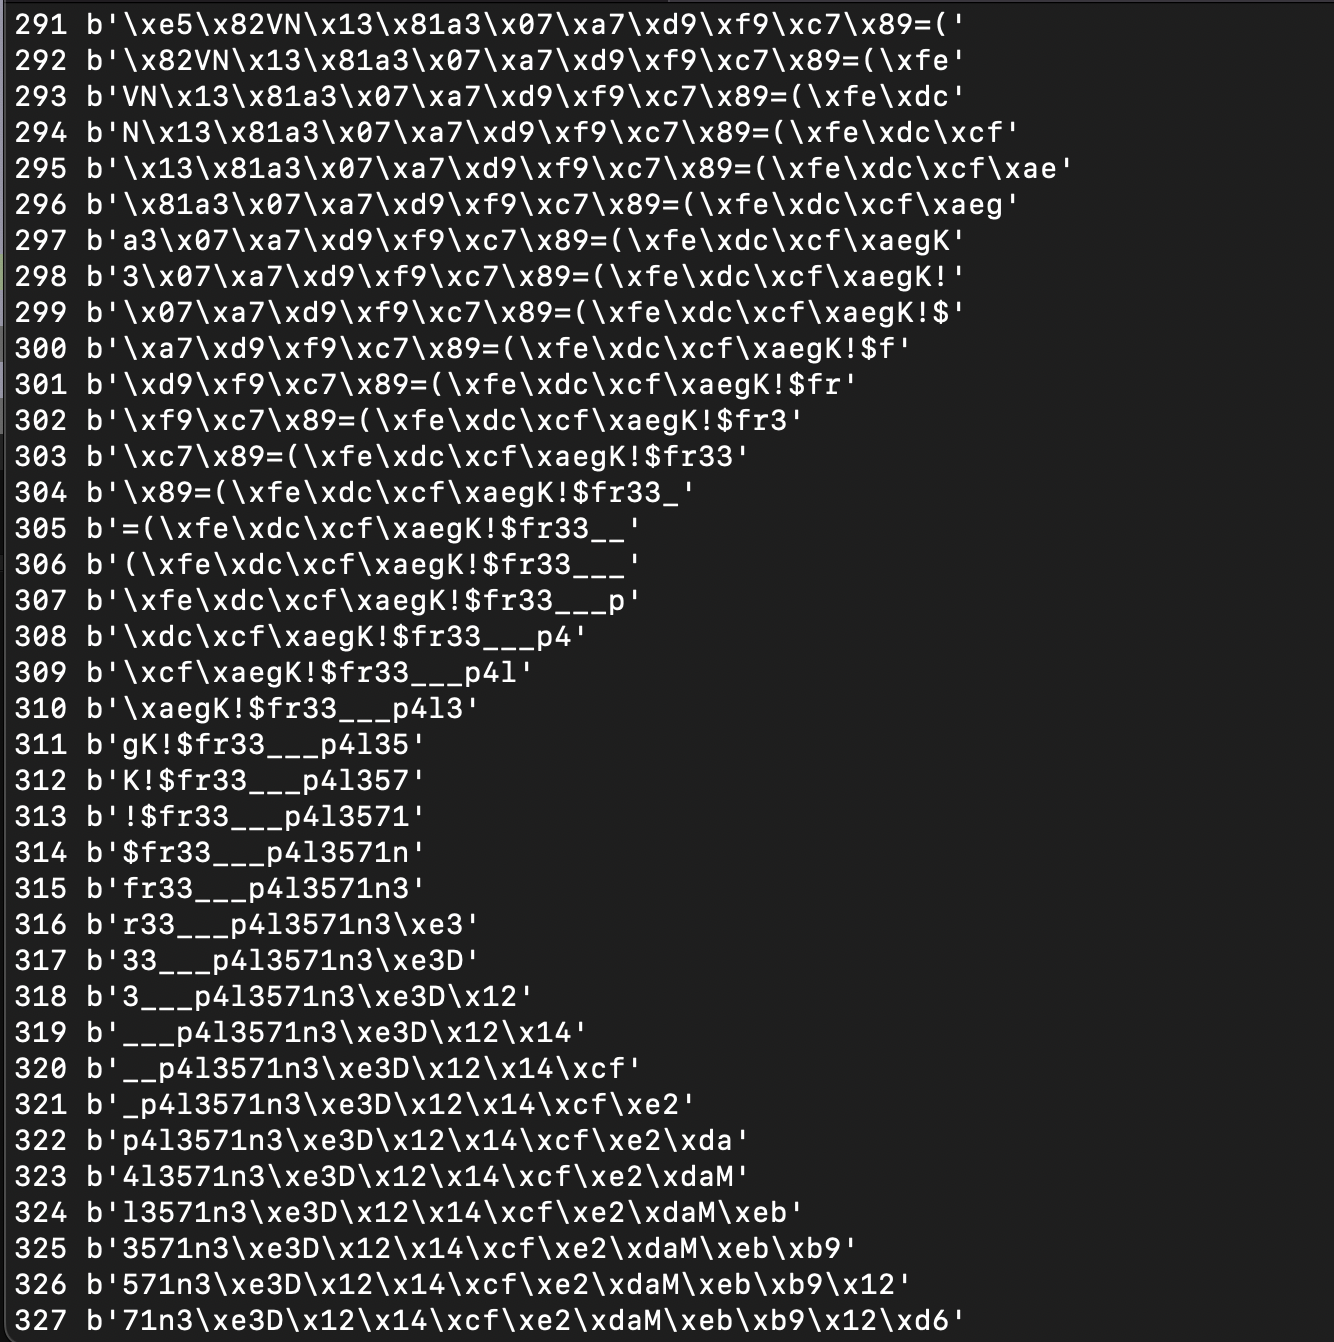 291 b'\xe5\x82VN\x13\x81a3\x07\xa7\xd9\xf9\xc7\x89=('
292 b'\x82VN\x13\x81a3\x07\xa7\xd9\xf9\xc7\x89=(\xfe'
293 b'VN\x13\x81a3\x07\xa7\xd9\xf9\xc7\x89=(\xfe\xdc'
294 b'N\x13\x81a3\x07\xa7\xd9\xf9\xc7\x89=(\xfe\xdc\xcf'
295 b'\x13\x81a3\x07\xa7\xd9\xf9\xc7\x89=(\xfe\xdc\xcf\xae'
296 b'\x81a3\x07\xa7\xd9\xf9\xc7\x89=(\xfe\xdc\xcf\xaeg'
297 b'a3\x07\xa7\xd9\xf9\xc7\x89=(\xfe\xdc\xcf\xaegK'
298 b'3\x07\xa7\xd9\xf9\xc7\x89=(\xfe\xdc\xcf\xaegK!'
299 b'\x07\xa7\xd9\xf9\xc7\x89=(\xfe\xdc\xcf\xaegK!$'
300 b'\xa7\xd9\xf9\xc7\x89=(\xfe\xdc\xcf\xaegK!$f'
301 b'\xd9\xf9\xc7\x89=(\xfe\xdc\xcf\xaegK!$fr'
302 b'\xf9\xc7\x89=(\xfe\xdc\xcf\xaegK!$fr3'
303 b'\xc7\x89=(\xfe\xdc\xcf\xaegK!$fr33'
304 b'\x89=(\xfe\xdc\xcf\xaegK!$fr33_'
305 b'=(\xfe\xdc\xcf\xaegK!$fr33__'
306 b'(\xfe\xdc\xcf\xaegK!$fr33___'
307 b'\xfe\xdc\xcf\xaegK!$fr33___p'
308 b'\xdc\xcf\xaegK!$fr33___p4'
309 b'\xcf\xaegK!$fr33___p4l'
310 b'\xaegK!$fr33___p4l3'
311 b'gK!$fr33___p4l35'
312 b'K!$fr33___p4l357'
313 b'!$fr33___p4l3571'
314 b'$fr33___p4l3571n'
315 b'fr33___p4l3571n3'
316 b'r33___p4l3571n3\xe3'
317 b'33___p4l3571n3\xe3D'
318 b'3___p4l3571n3\xe3D\x12'
319 b'___p4l3571n3\xe3D\x12\x14'
320 b'__p4l3571n3\xe3D\x12\x14\xcf'
321 b'_p4l3571n3\xe3D\x12\x14\xcf\xe2'
322 b'p4l3571n3\xe3D\x12\x14\xcf\xe2\xda'
323 b'4l3571n3\xe3D\x12\x14\xcf\xe2\xdaM'
324 b'l3571n3\xe3D\x12\x14\xcf\xe2\xdaM\xeb'
325 b'3571n3\xe3D\x12\x14\xcf\xe2\xdaM\xeb\xb9'
326 b'571n3\xe3D\x12\x14\xcf\xe2\xdaM\xeb\xb9\x12'
327 b'71n3\xe3D\x12\x14\xcf\xe2\xdaM\xeb\xb9\x12\xd6'